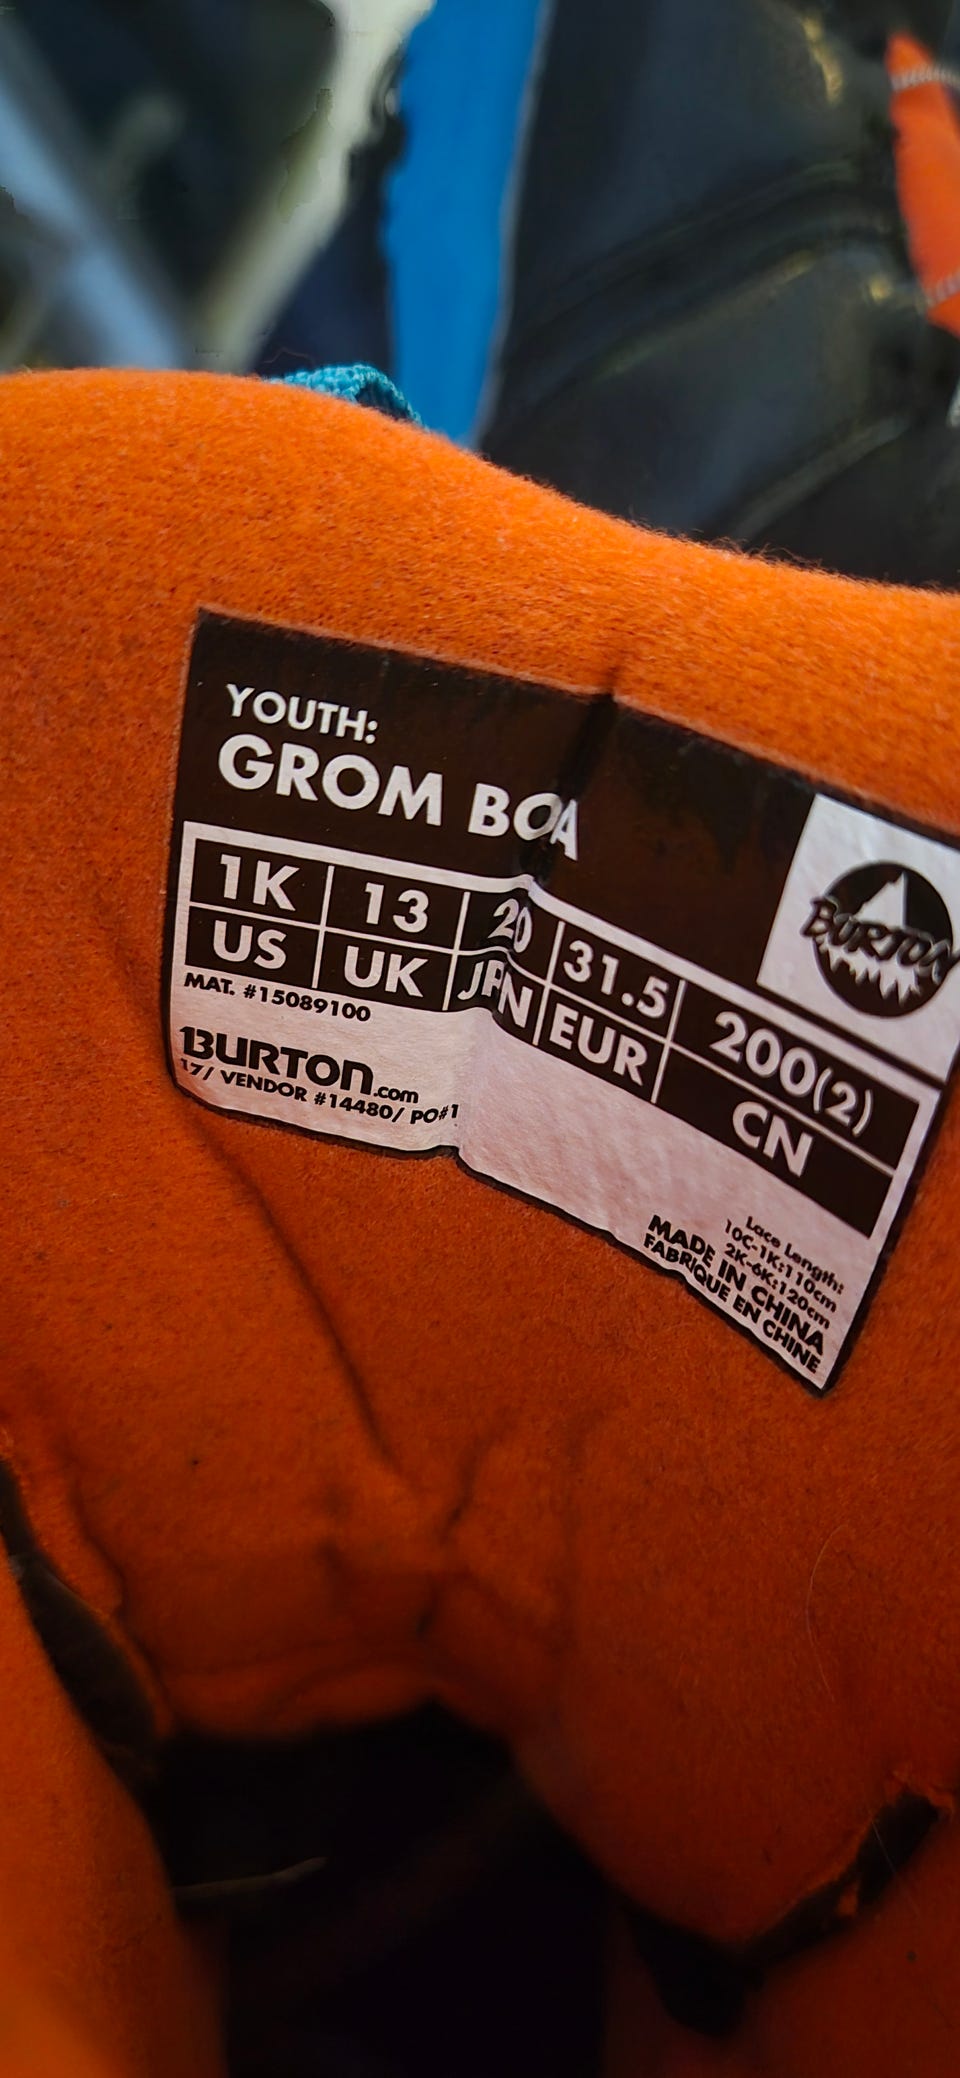 YOUTH:
GROM BOA
BURTON
1K 13 20 31.5 200(2)
US UK JPN EUR CN
MAT. #15089100
BURTON.com
17/ VENDOR #14480/ PO#1
Lace Length:
10C-1K:110cm
2K-6K:120cm
MADE IN CHINA
FABRIQUE EN CHINE